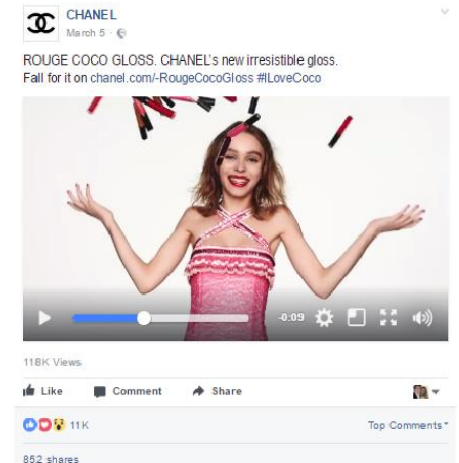 CHANEL
March 5
ROUGE COCO GLOSS. CHANEL's new irresistible gloss.
Fall for it on chanel.com/-RougeCocoGloss #ILoveCoco
-0:09
118K Views
Like Comment Share
11K Top Comments
852 shares